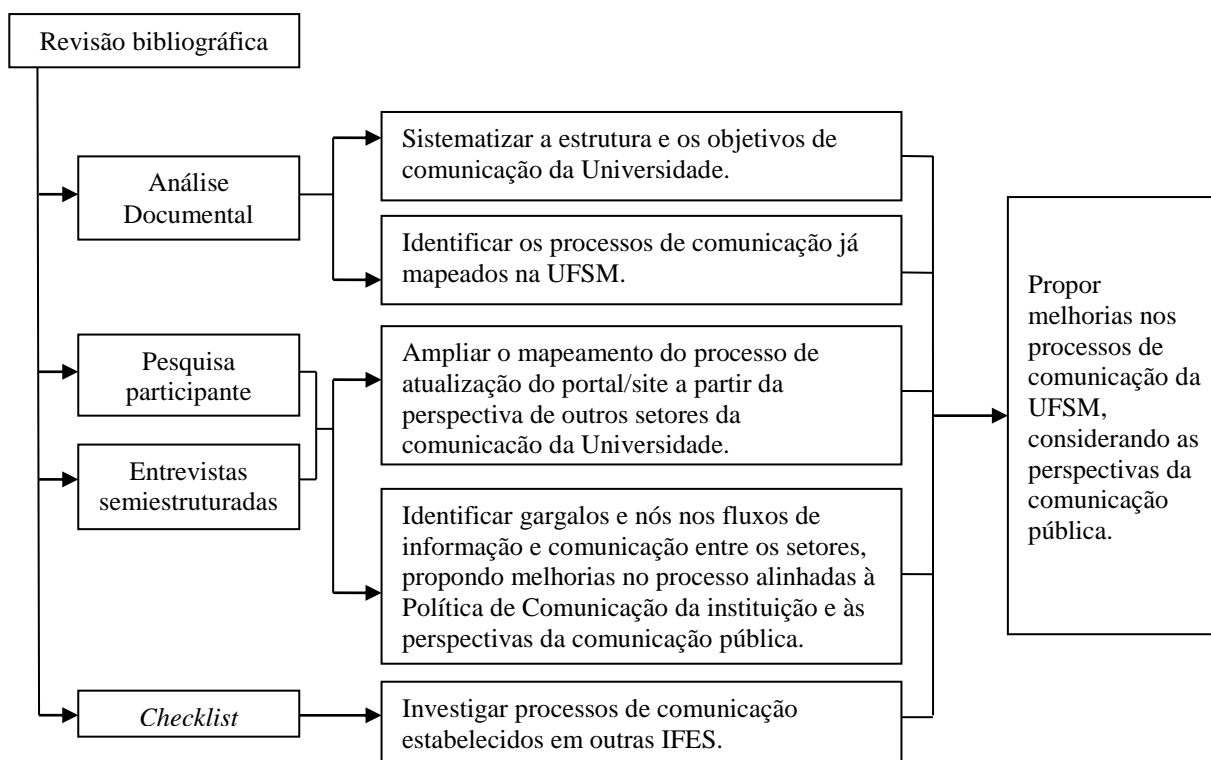 Revisão bibliográfica
Análise
Documental
Sistematizar a estrutura e os objetivos de
comunicação da Universidade.
Identificar os processos de comunicação já
mapeados na UFSM.
Pesquisa
participante
Entrevistas
semiestruturadas
Ampliar o mapeamento do processo de
atualização do portal/site a partir da
perspectiva de outros setores da
comunicação da Universidade.
Identificar gargalos e nós nos fluxos de
informação e comunicação entre os setores,
propondo melhorias no processo alinhadas à
Política de Comunicação da instituição e às
perspectivas da comunicação pública.
Checklist
Investigar processos de comunicação
estabelecidos em outras IFES.
Propor
melhorias nos
processos de
comunicação da
UFSM,
considerando as
perspectivas da
comunicação
pública.